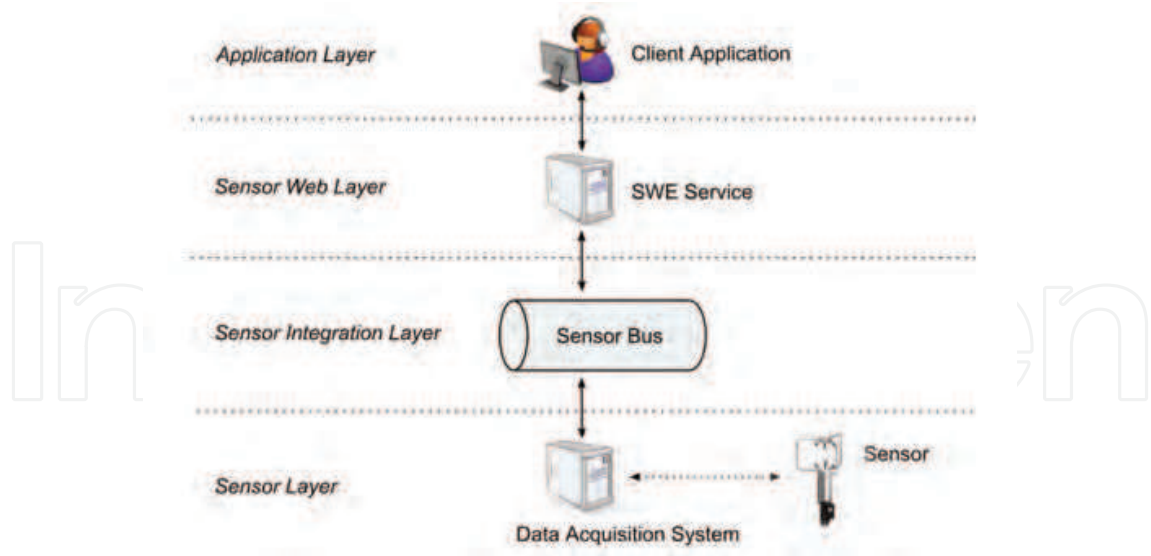 Application Layer
Client Application
Sensor Web Layer
SWE Service
Sensor Integration Layer
Sensor Bus
Sensor Layer
Sensor
Data Acquisition System